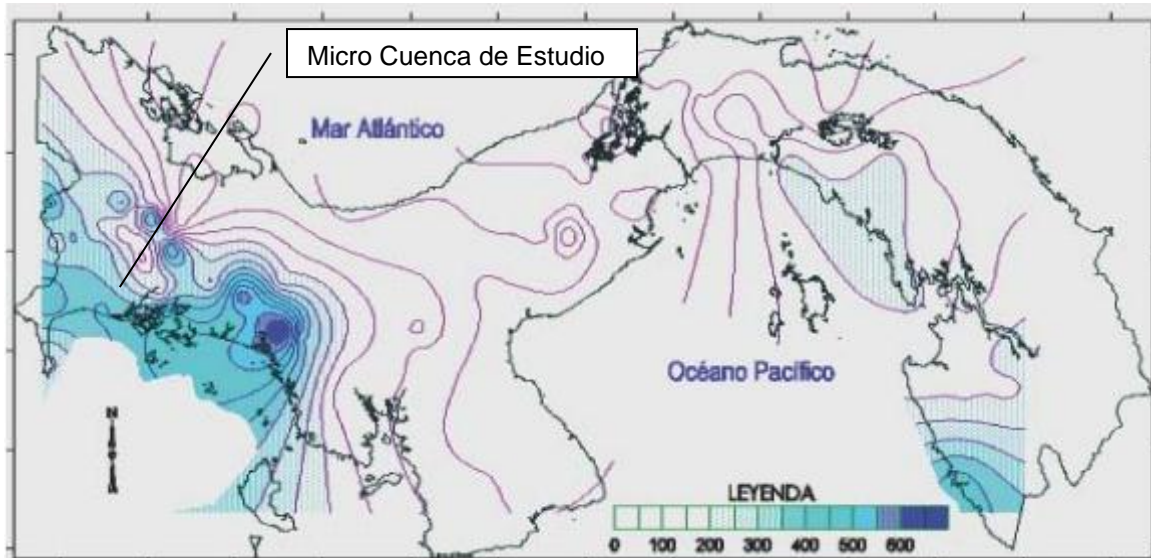 Micro Cuenca de Estudio
Mar Atlántico
Océano Pacífico
N
LEYENDA
0 100 200 300 400 500 600